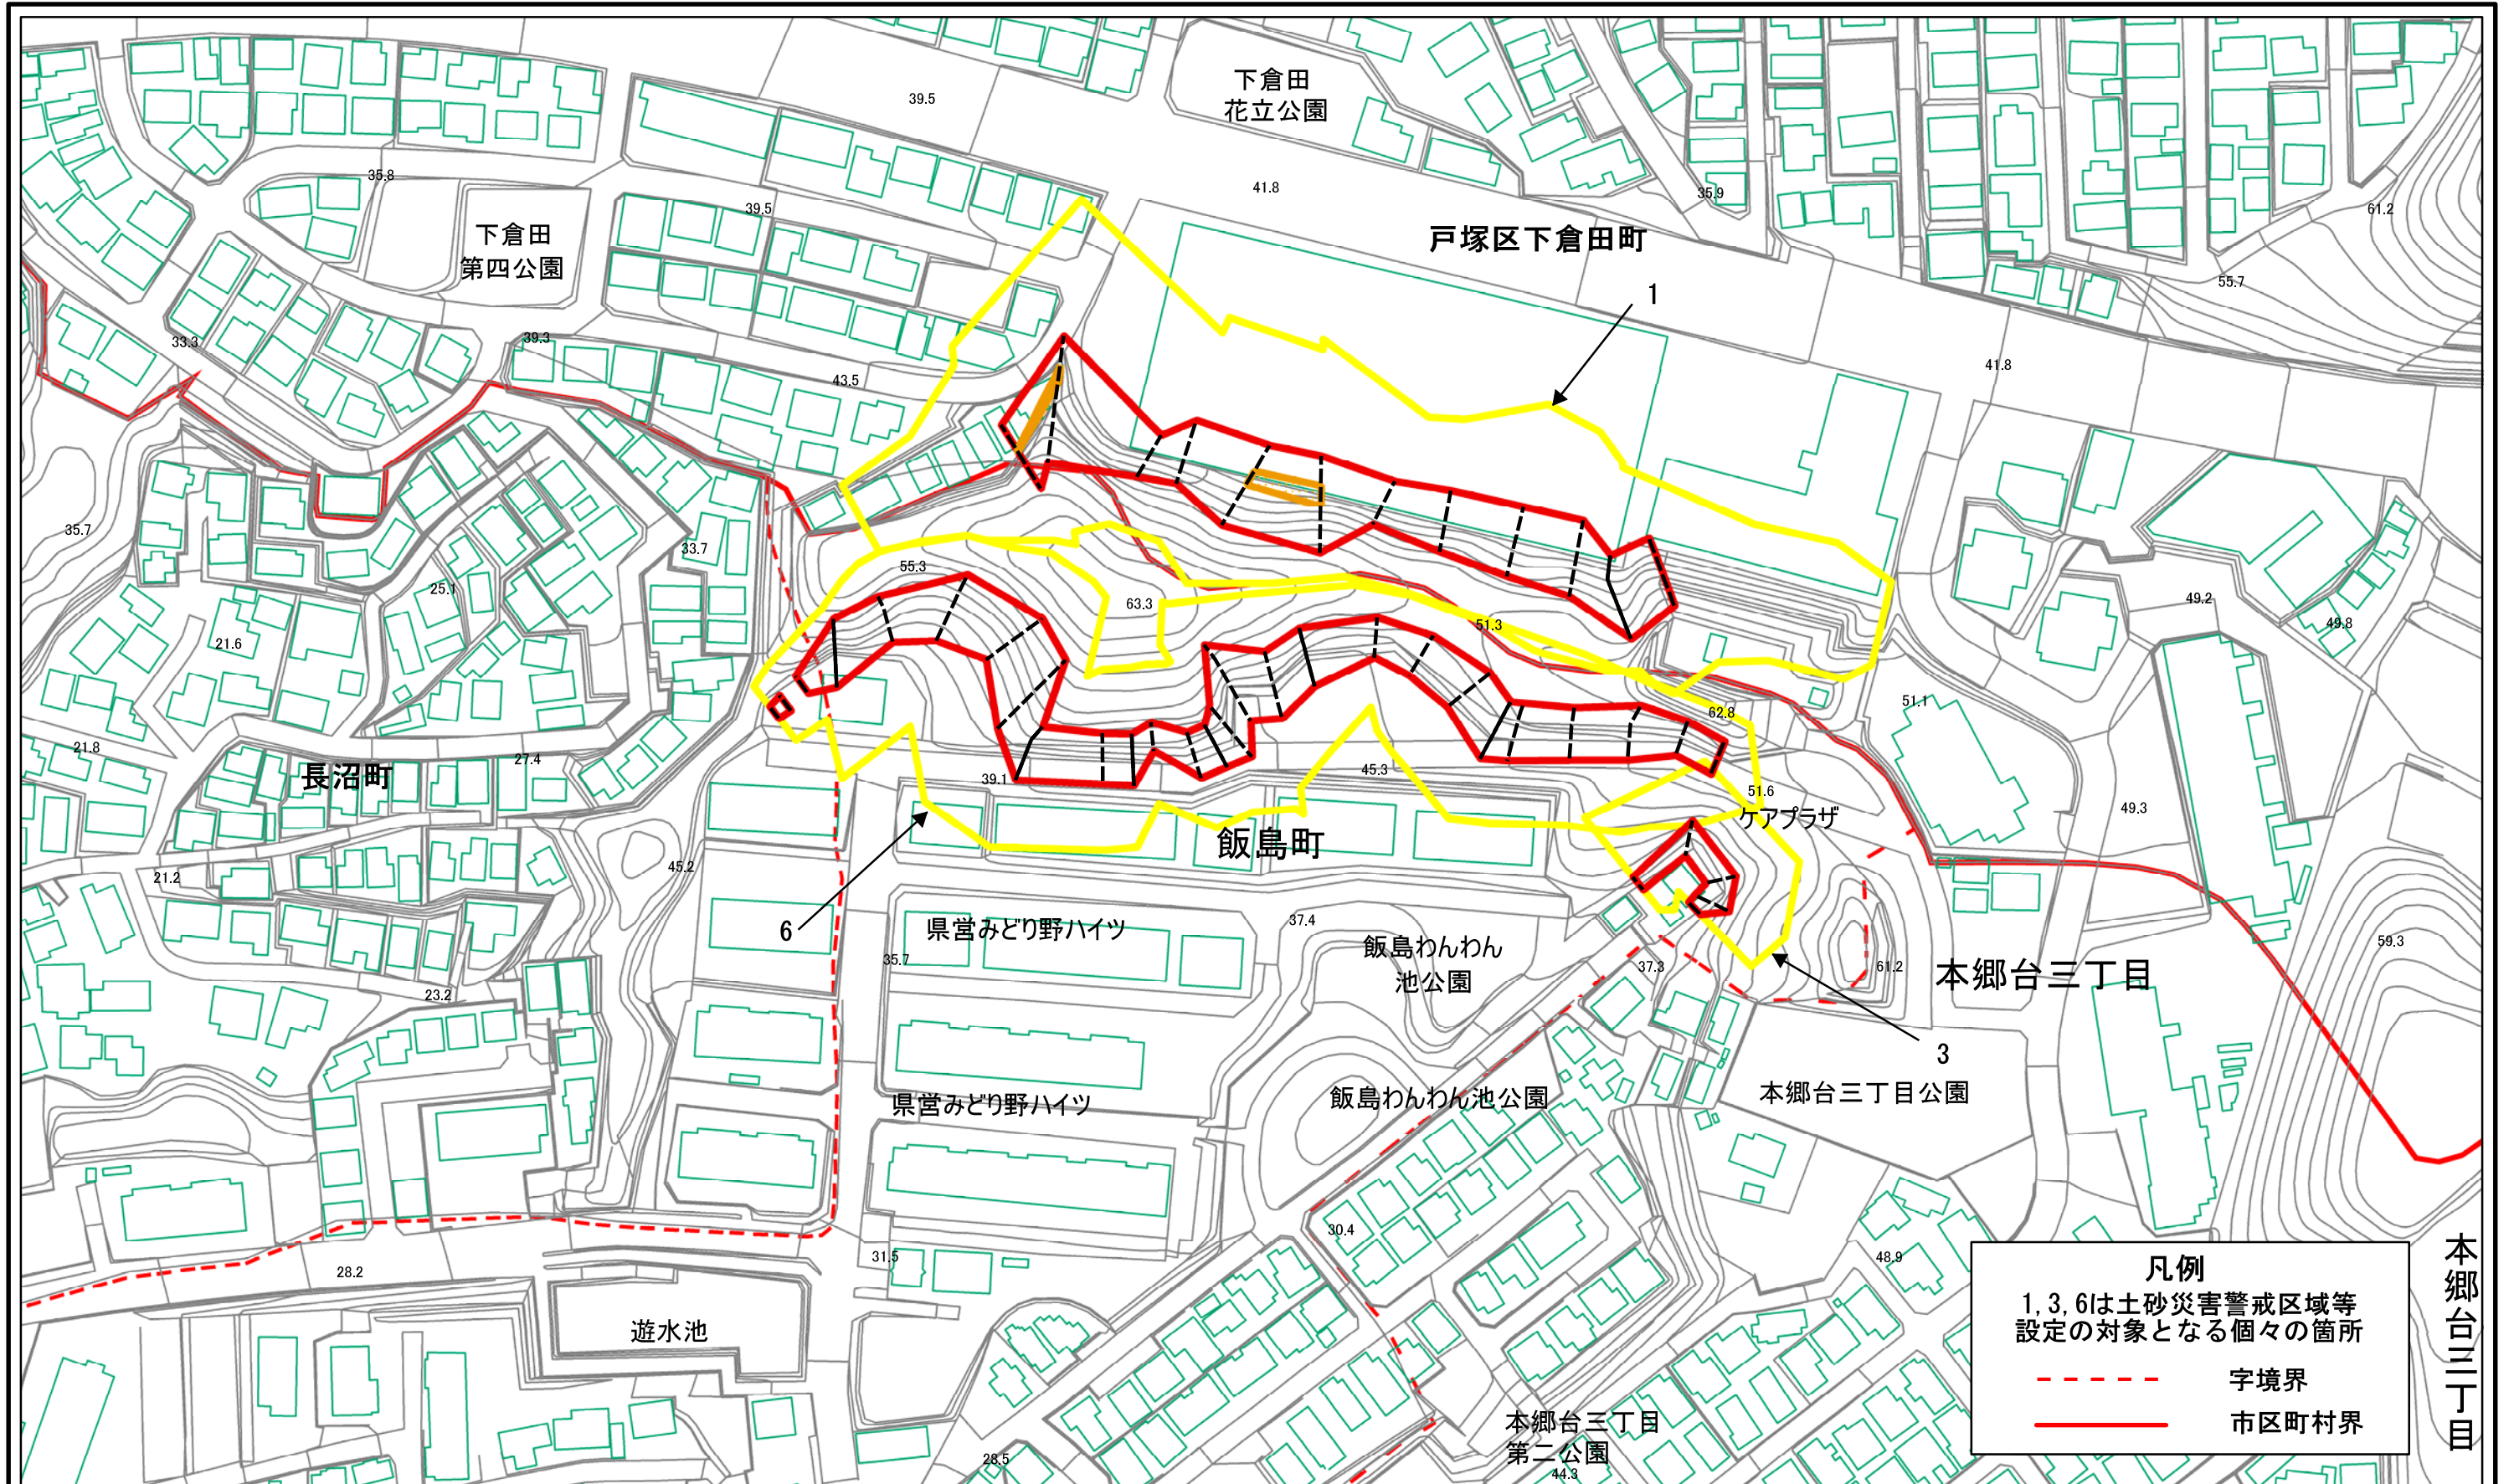 39.5
下倉田
花立公園
35.8
41.8
35.9
39.5
61.2
下倉田
第四公園
戸塚区下倉田町
55.7
1
33.3
39.3
43.5
41.8
35.7
33.7
55.3
25.1
63.3
49.2
51.3
49.8
21.6
51.1
62.8
21.8
27.4
長沼町
39.1
45.3
51.6
ケアプラザ
49.3
飯島町
45.2
21.2
6
県営みどり野ハイツ
37.4
飯島わんわん
池公園
35.7
37.3
61.2
59.3
本郷台三丁目
23.2
3
県営みどり野ハイツ
飯島わんわん池公園
本郷台三丁目公園
30.4
31.5
48.9
28.2
遊水池
本郷台三丁目
凡例
1,3,6は土砂災害警戒区域等
設定の対象となる個々の箇所
字境界
市区町村界
本郷台三丁目
第二公園
28.5
44.3